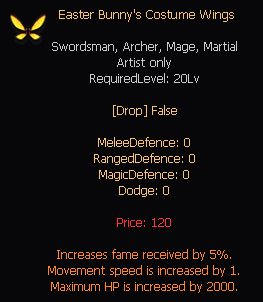 Easter Bunny's Costume Wings
Swordsman, Archer, Mage, Martial
Artist only
RequiredLevel: 20Lv
[Drop] False
MeleeDefence: 0
RangedDefence: 0
MagicDefence: 0
Dodge: 0
Price: 120
Increases fame received by 5%.
Movement speed is increased by 1.
Maximum HP is increased by 2000.